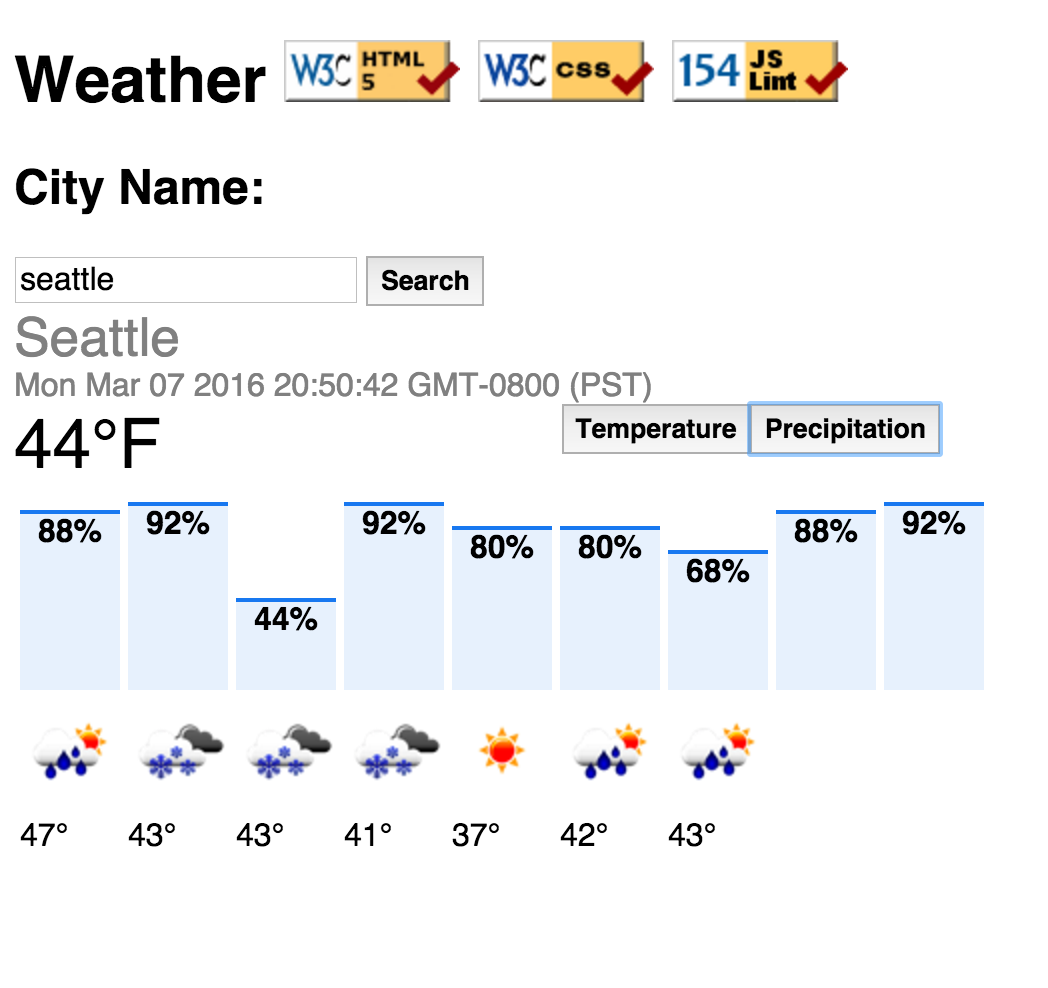 Weather W3C HTML 5 W3C css 154 JS Lint
City Name:
seattle Search
Seattle
Mon Mar 07 2016 20:50:42 GMT-0800 (PST)
44°F Temperature Precipitation
88% 92% 44% 92% 80% 80% 68% 88% 92%
47° 43° 43° 41° 37° 42° 43°